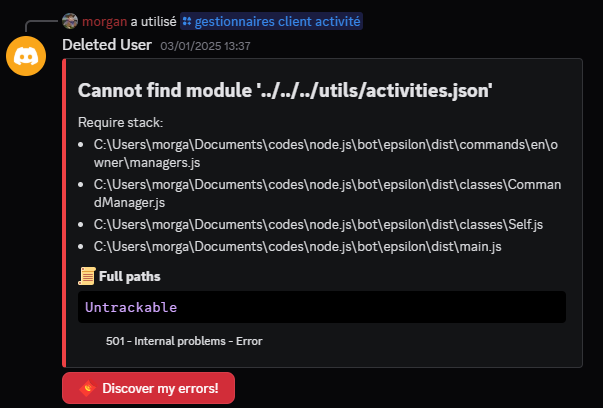 morgan a utilisé gestionnaires client activité
Deleted User 03/01/2025 13:37
Cannot find module '../../../utils/activities.json'
Require stack:
• C:\Users\morga\Documents\codes\node.js\bot\epsilon\dist\commands\en\o
wner\managers.js
• C:\Users\morga\Documents\codes\node.js\bot\epsilon\dist\classes\Comman
dManager.js
• C:\Users\morga\Documents\codes\node.js\bot\epsilon\dist\classes\Self.js
• C:\Users\morga\Documents\codes\node.js\bot\epsilon\dist\main.js
Full paths
Untrackable
501 - Internal problems - Error
Discover my errors!